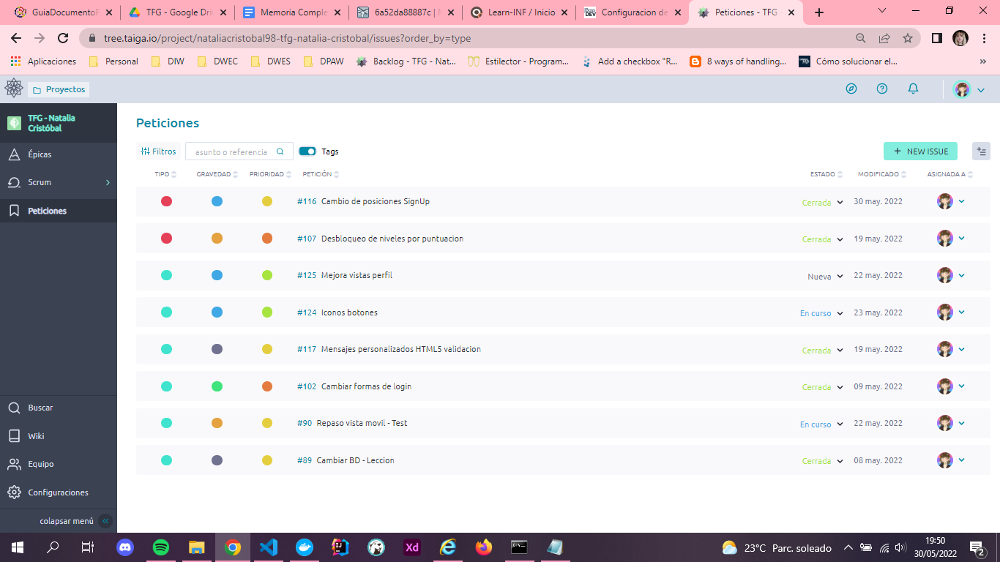 GuiaDocumentoP
TFG - Google Driv
Memoria Comple
6a52da88887c | M
Learn-INF / Inicio
Configuracion de
Peticiones - TFG -
tree.taiga.io/project/nataliacristobal98-tfg-natalia-cristobal/issues?order_by=type
Aplicaciones
Personal
DIW
DWEC
DWES
DPAW
Backlog - TFG - Nat...
Estilector - Program...
Add a checkbox "R...
8 ways of handling...
Cómo solucionar el...
»
Proyectos
TFG - Natalia
Cristóbal
Épicas
Scrum
Peticiones
Buscar
Wiki
Equipo
Configuraciones
colapsar menú
Peticiones
Filtros
asunto o referencia
Tags
+ NEW ISSUE
TIPO GRAVEDAD PRIORIDAD PETICIÓN ESTADO MODIFICADO ASIGNADA A
#116 Cambio de posiciones SignUp Cerrada 30 may. 2022
#107 Desbloqueo de niveles por puntuacion Cerrada 19 may. 2022
#125 Mejora vistas perfil Nueva 22 may. 2022
#124 Iconos botones En curso 23 may. 2022
#117 Mensajes personalizados HTML5 validacion Cerrada 19 may. 2022
#102 Cambiar formas de login Cerrada 09 may. 2022
#90 Repaso vista movil - Test En curso 22 may. 2022
#89 Cambiar BD - Leccion Cerrada 08 may. 2022
23°C Parc. soleado
19:50
30/05/2022
2